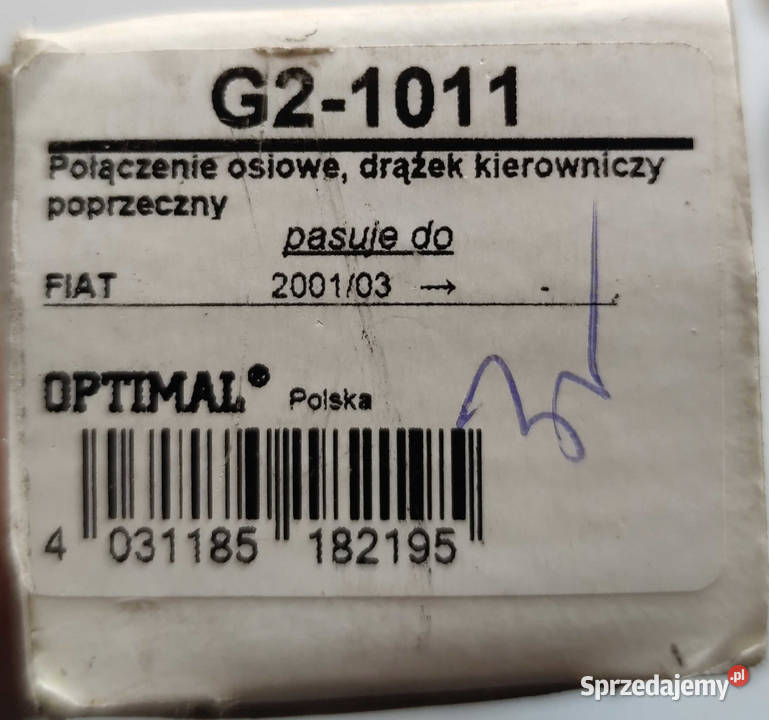 G2-1011
Połączenie osiowe, drążek kierowniczy
poprzeczny
pasuje do
FIAT 2001/03 → -
OPTIMAL® Polska
4 031185 182195
Sprzedajemy.pl